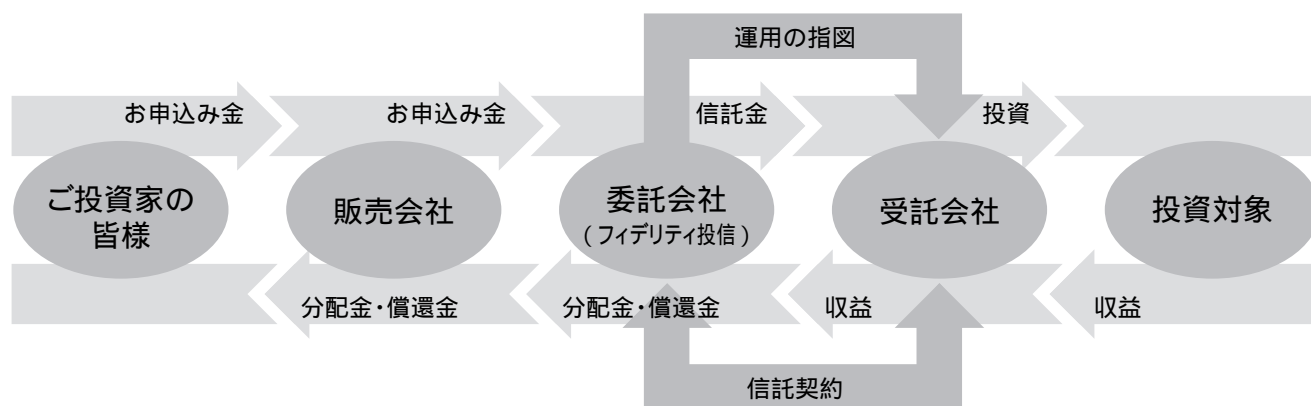 運用の指図
お申込み金
お申込み金
信託金
投資
ご投資家の
皆様
販売会社
委託会社
(フィデリティ投信)
受託会社
投資対象
分配金・償還金
分配金・償還金
収益
収益
信託契約